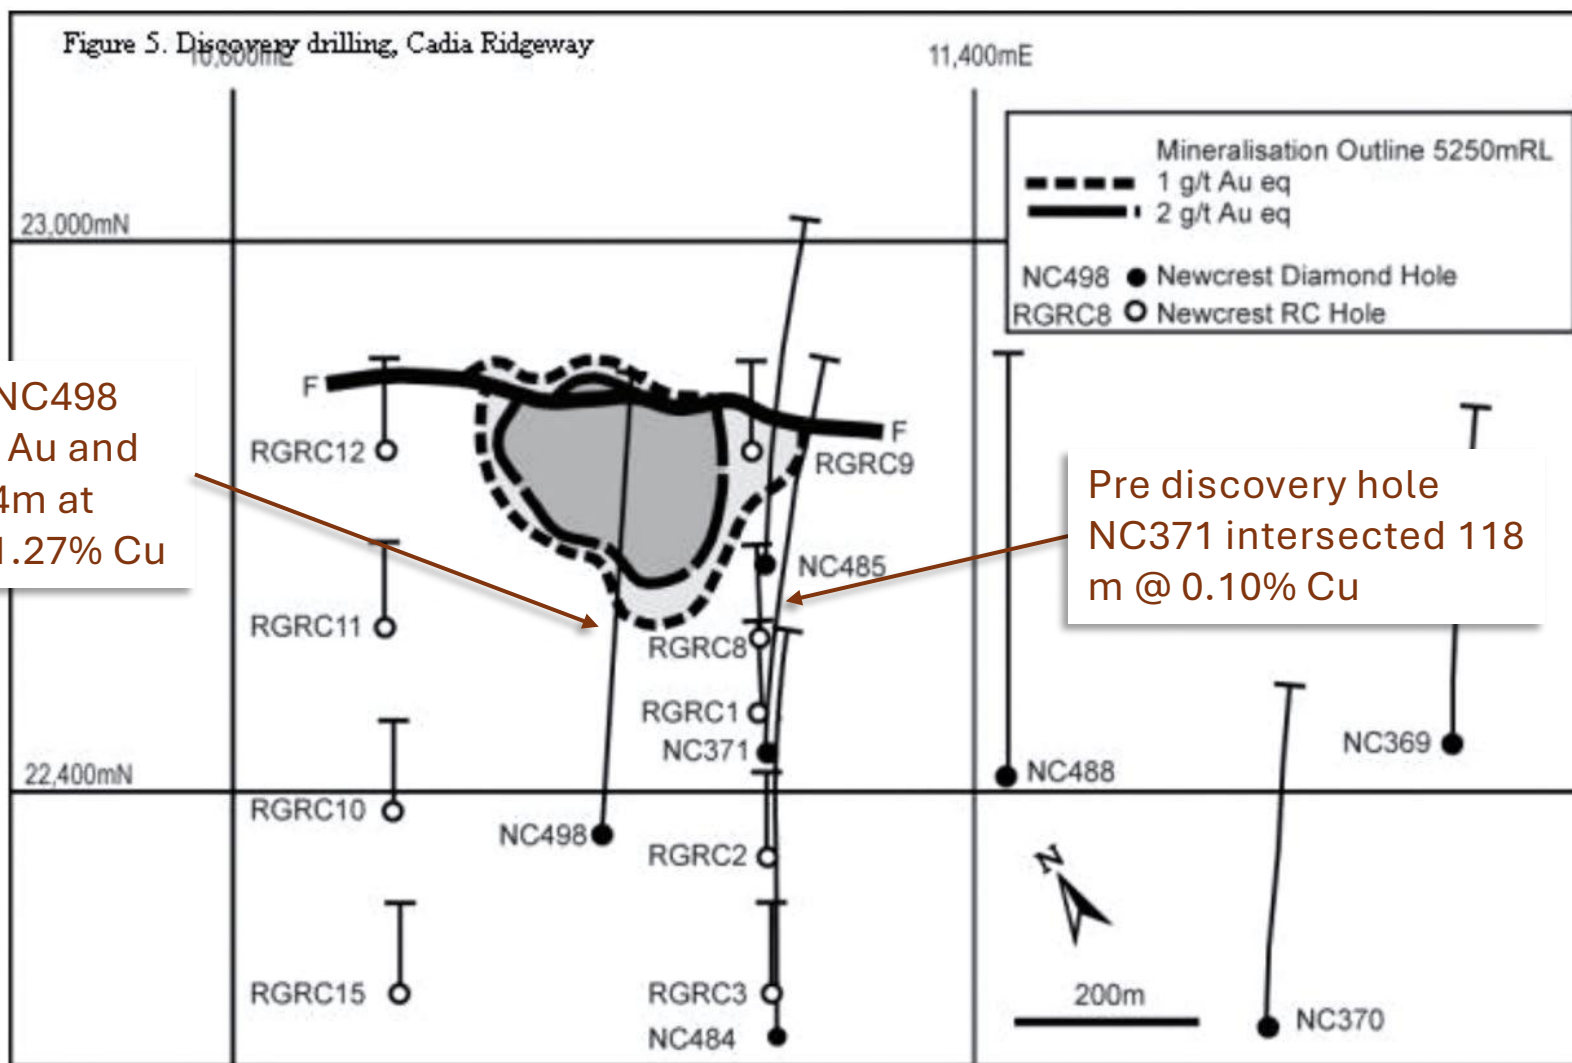 Figure 5. Discovery drilling, Cadia Ridgeway
10,600mE
11,400mE
Mineralisation Outline 5250mRL
1 g/t Au eq
2 g/t Au eq
NC498 Newcrest Diamond Hole
RGRC8 Newcrest RC Hole
23,000mN
F
NC498
Au and
4m at
1.27% Cu
RGRC12
F
RGRC9
Pre discovery hole
NC371 intersected 118
m @ 0.10% Cu
NC485
RGRC11
RGRC8
RGRC1
NC371
NC369
NC488
22,400mN
RGRC10
NC498
RGRC2
N
RGRC15
RGRC3
200m
NC370
NC484